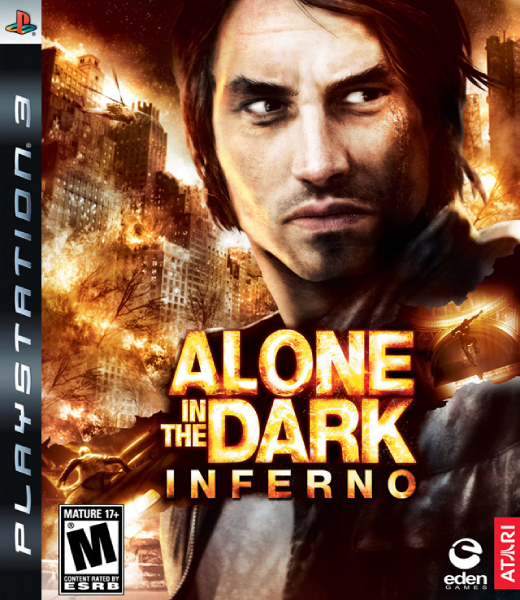 PLAYSTATION 3
ALONE
IN
THE DARK
INFERNO
MATURE 17+
M
CONTENT RATED BY
ESRB
eden
GAMES
ATARI